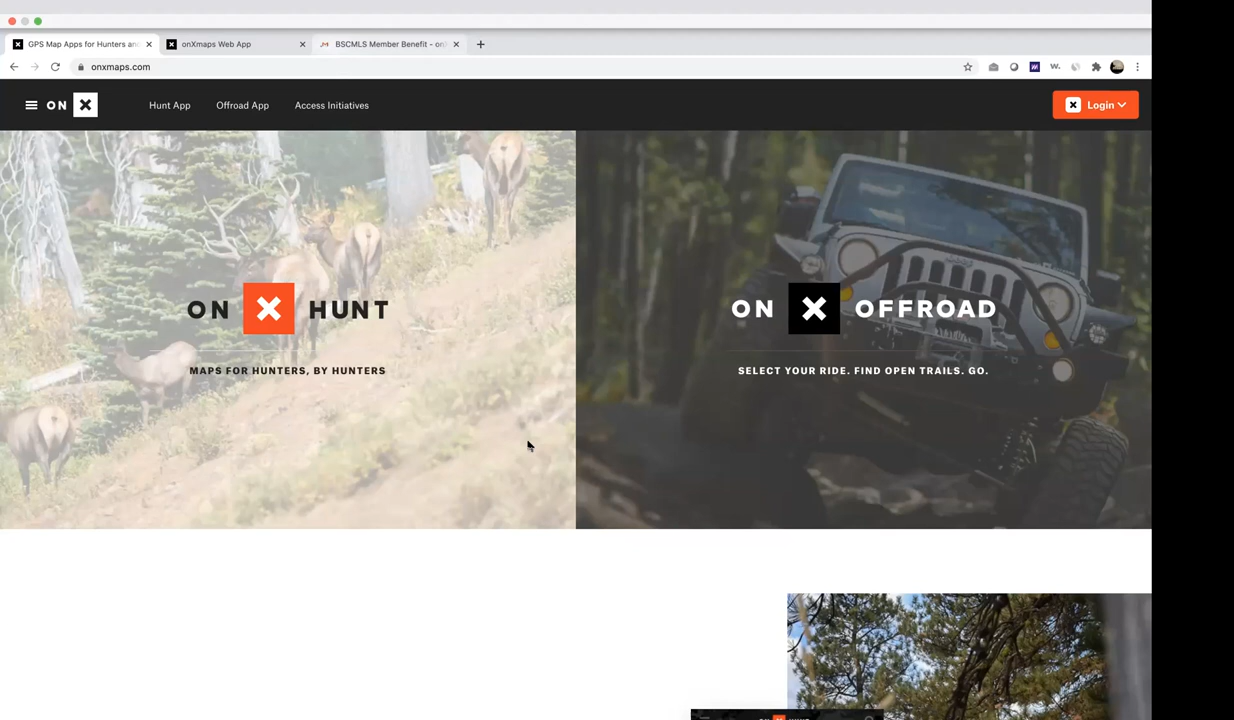 GPS Map Apps for Hunters an
onXmaps Web App
BSCMLS Member Benefit - on
onxmaps.com
W.
ON X
Hunt App
Offroad App
Access Initiatives
Login
ON X HUNT
MAPS FOR HUNTERS, BY HUNTERS
ON X OFFROAD
SELECT YOUR RIDE. FIND OPEN TRAILS. GO.